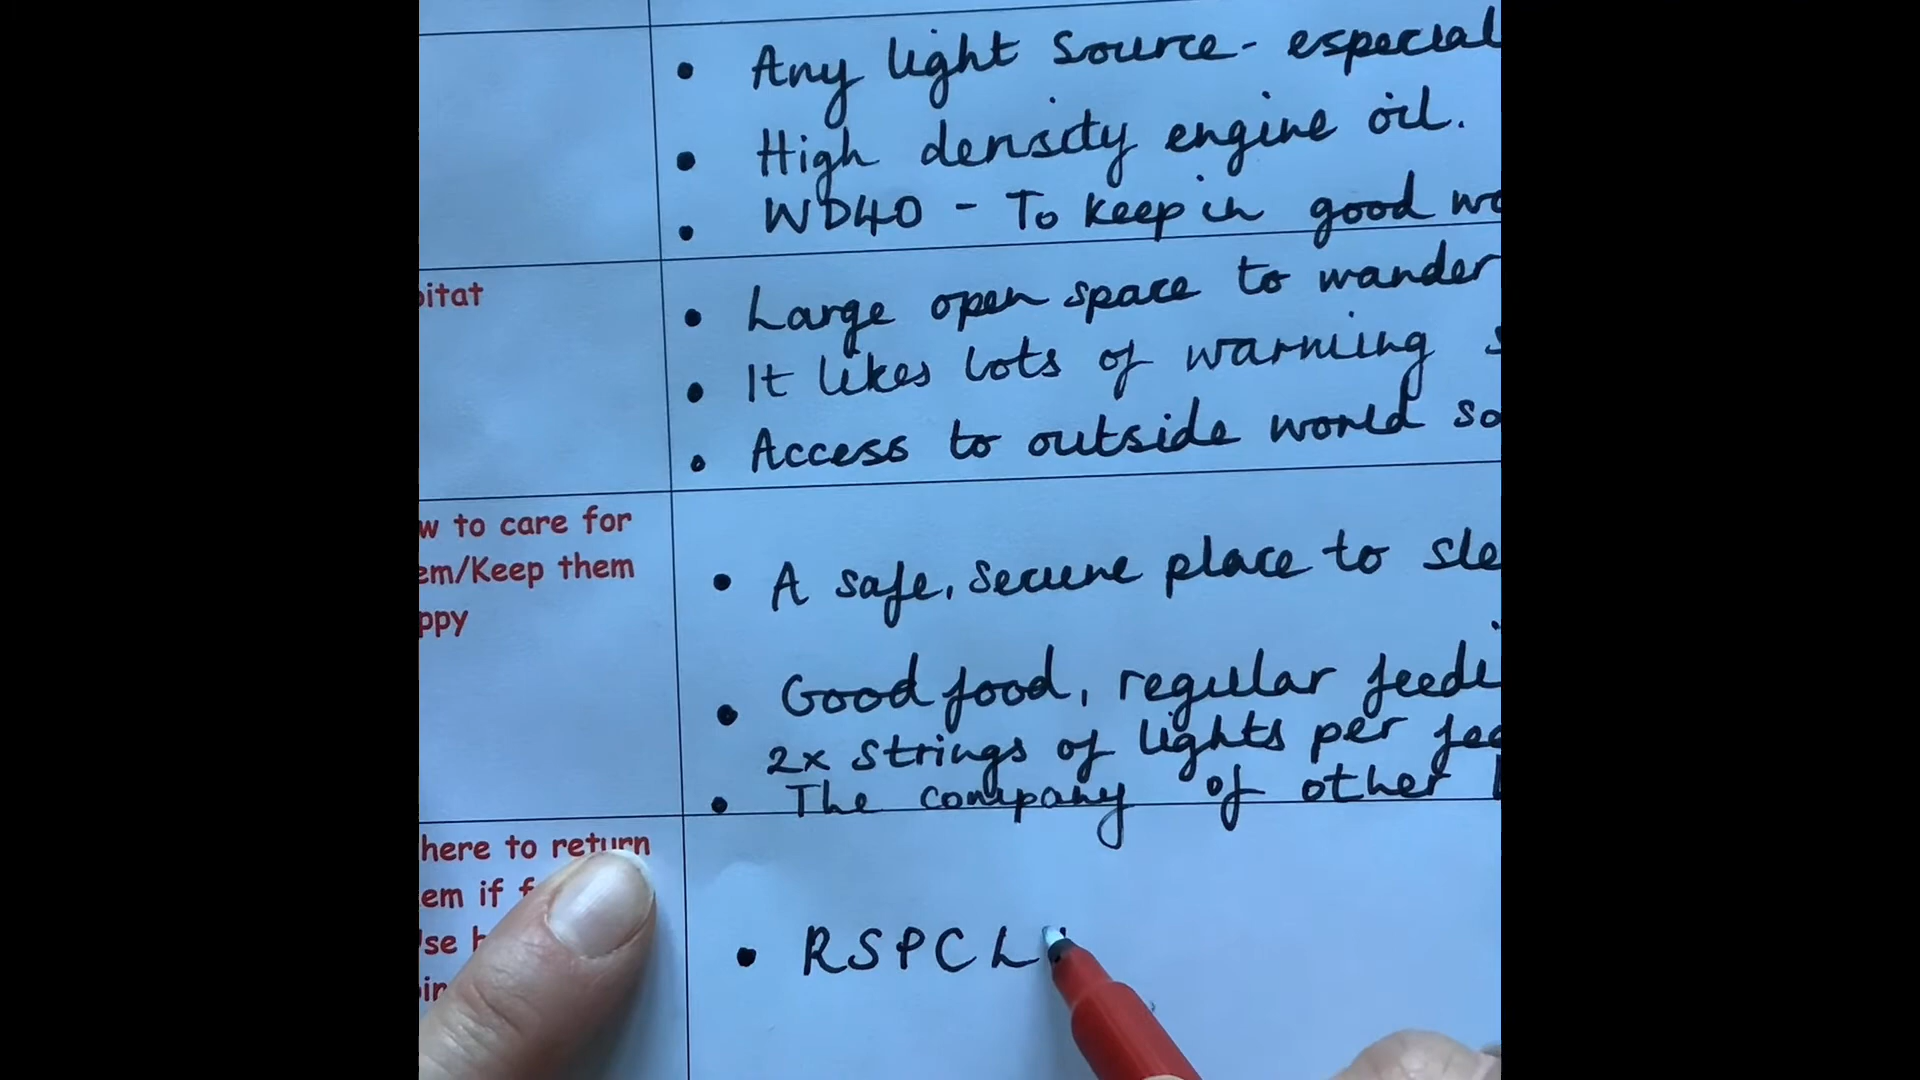 Any light source - especial
High density engine oil.
WD40 - To keep in good wo
bitat
Large open space to wander
It likes lots of warming s
Access to outside world so
w to care for
em/Keep them
ppy
A safe, secure place to sle
Good food, regular feedi
2x strings of lights per fee
The company of other
here to return
em if f
se h
RSPCL